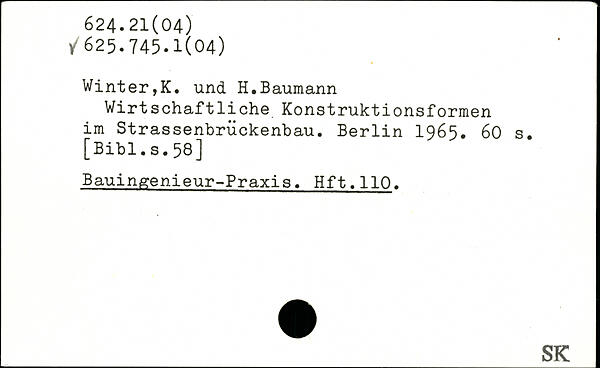 624.21(04)
✓ 625.745.1(04)
Winter,K. und H.Baumann
Wirtschaftliche Konstruktionsformen
im Strassenbrückenbau. Berlin 1965. 60 s.
[Bibl.s.58]
Bauingenieur-Praxis. Hft.110.
SK